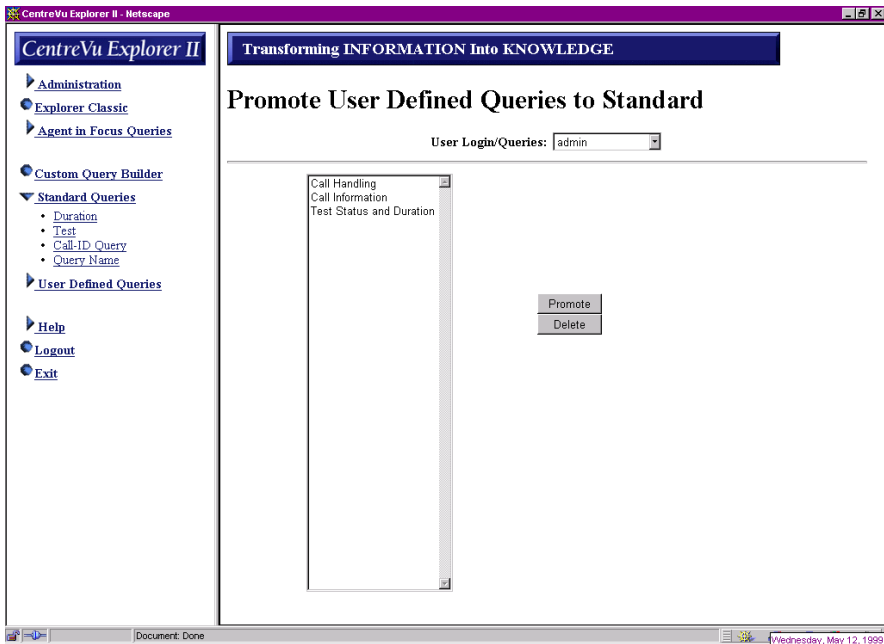 CentreVu Explorer II - Netscape
CentreVu Explorer II
Administration
Explorer Classic
Agent in Focus Queries
Custom Query Builder
Standard Queries
• Duration
• Test
• Call-ID Query
• Query Name
User Defined Queries
Help
Logout
Exit
Transforming INFORMATION Into KNOWLEDGE
Promote User Defined Queries to Standard
User Login/Queries: admin
Call Handling
Call Information
Test Status and Duration
Promote
Delete
Document: Done
Wednesday, May 12, 1999